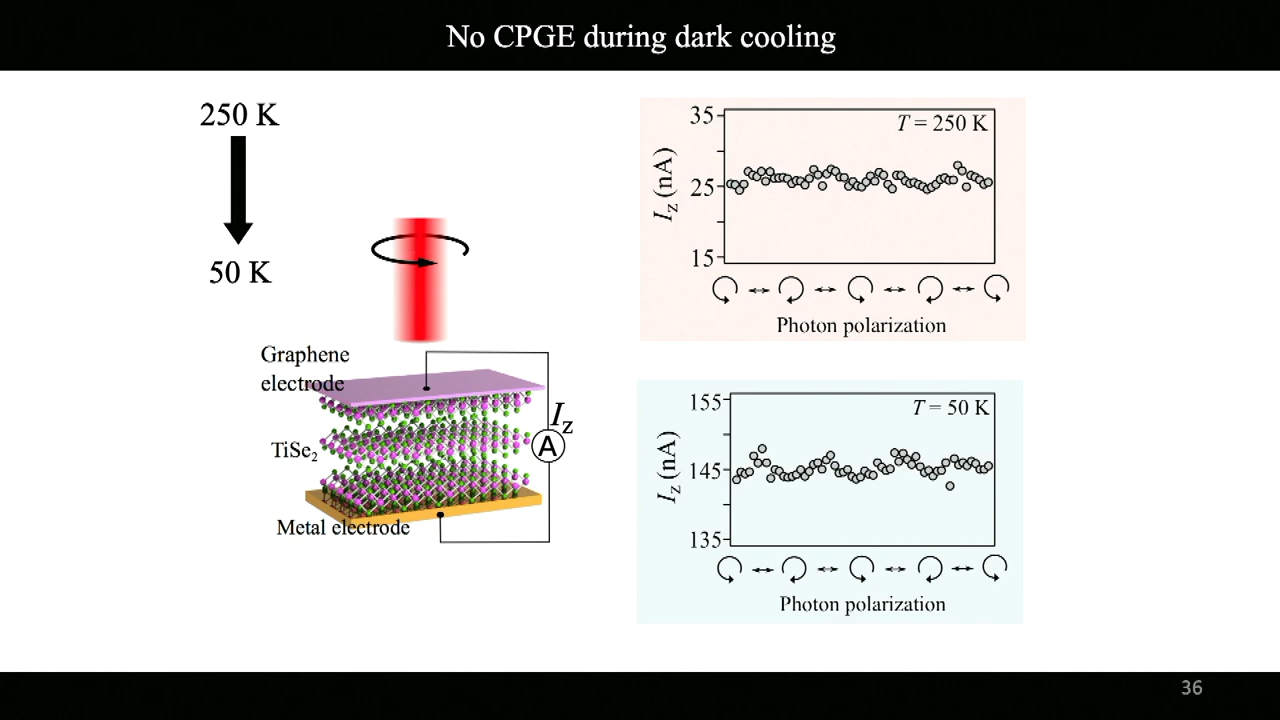 No CPGE during dark cooling
250 K
50 K
Graphene
electrode
TiSe2
Metal electrode
Iz
A
35
25
15
Iz (nA)
T = 250 K
Photon polarization
155
145
135
Iz (nA)
T = 50 K
Photon polarization
36